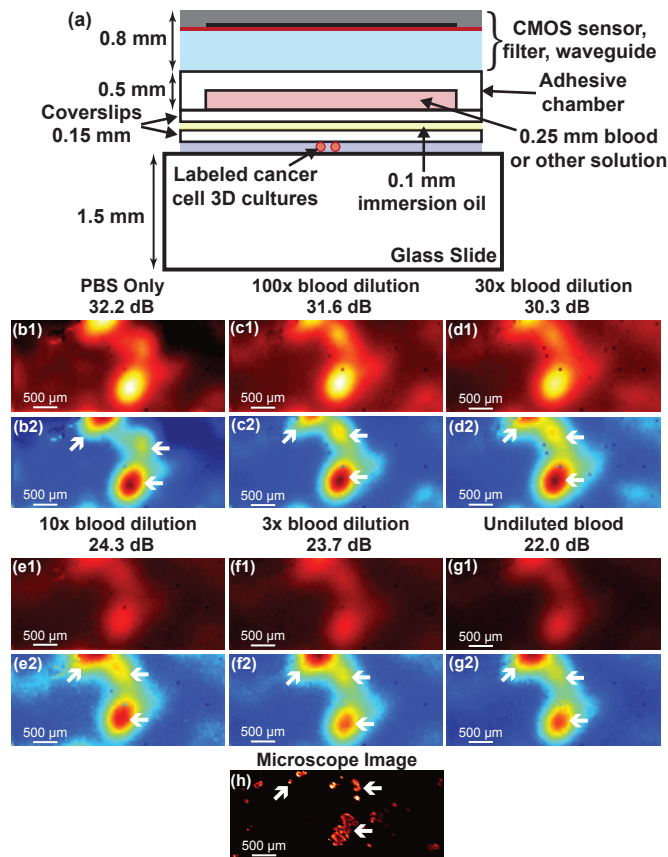 (a)
0.8 mm
CMOS sensor,
filter, waveguide
0.5 mm
Adhesive
chamber
Coverslips
0.15 mm
0.25 mm blood
or other solution
Labeled cancer
cell 3D cultures
0.1 mm
immersion oil
1.5 mm
Glass Slide
PBS Only
32.2 dB
100x blood dilution
31.6 dB
30x blood dilution
30.3 dB
(b1)
500 µm
(c1)
500 µm
(d1)
500 µm
(b2)
500 µm
(c2)
500 µm
(d2)
500 µm
10x blood dilution
24.3 dB
3x blood dilution
23.7 dB
Undiluted blood
22.0 dB
(e1)
500 µm
(f1)
500 µm
(g1)
500 µm
(e2)
500 µm
(f2)
500 µm
(g2)
500 µm
Microscope Image
(h)
500 µm